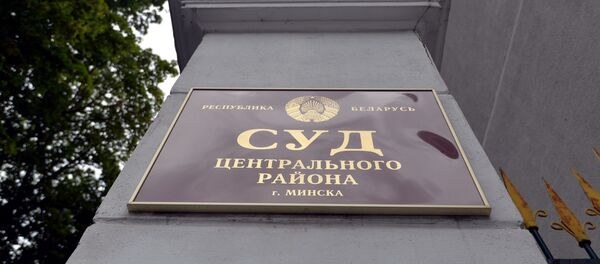 РЕСПУБЛИКА БЕЛАРУСЬ
СУД
ЦЕНТРАЛЬНОГО
РАЙОНА
г. МИНСКА